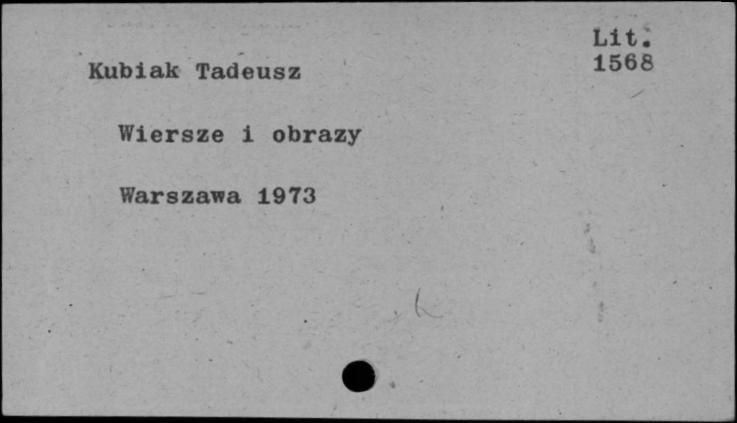 Lit.
1568
Kubiak Tadeusz
Wiersze i obrazy
Warszawa 1973